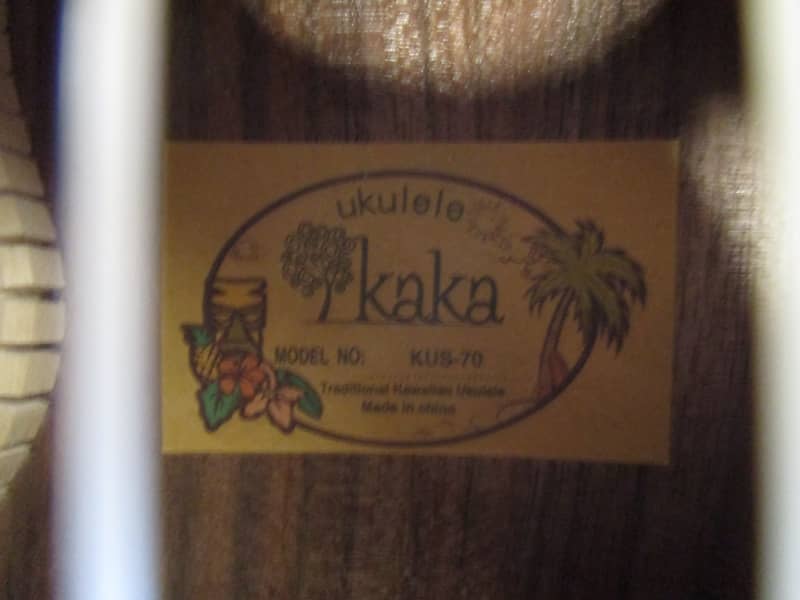 ukulele
kaka
MODEL NO: KUS-70
Traditional Hawaiian Ukulele
Made in china